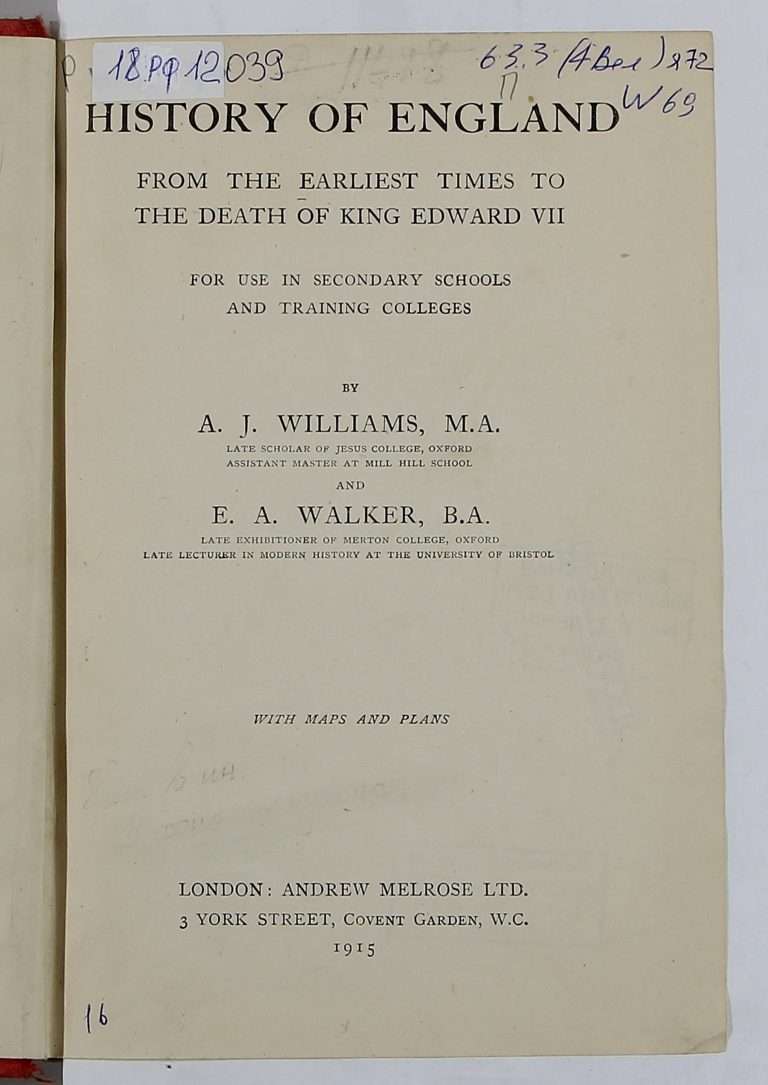 18РФ12039
63.3 (4Вел) я72
П
W 69
HISTORY OF ENGLAND
FROM THE EARLIEST TIMES TO
THE DEATH OF KING EDWARD VII
FOR USE IN SECONDARY SCHOOLS
AND TRAINING COLLEGES
BY
A. J. WILLIAMS, M.A.
LATE SCHOLAR OF JESUS COLLEGE, OXFORD
ASSISTANT MASTER AT MILL HILL SCHOOL
AND
E. A. WALKER, B.A.
LATE EXHIBITIONER OF MERTON COLLEGE, OXFORD
LATE LECTURER IN MODERN HISTORY AT THE UNIVERSITY OF BRISTOL
WITH MAPS AND PLANS
LONDON: ANDREW MELROSE LTD.
3 YORK STREET, COVENT GARDEN, W.C.
1915
16